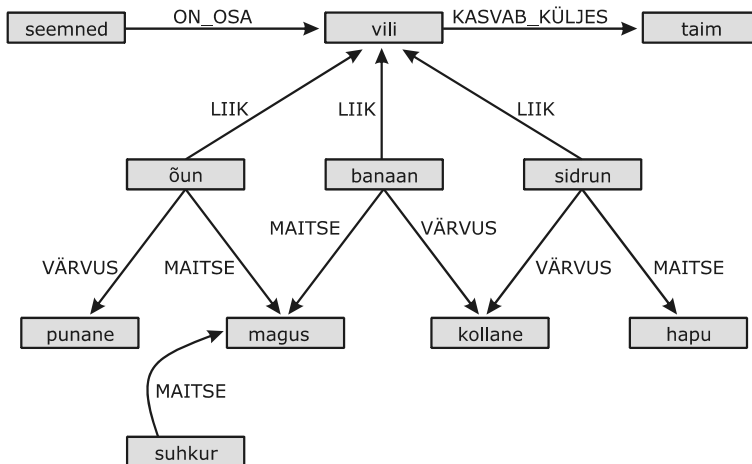 seemned ON_OSA vili KASVAB_KÜLJES taim
LIIK LIIK LIIK
õun banaan sidrun
MAITSE VÄRVUS
VÄRVUS MAITSE VÄRVUS MAITSE
punane magus kollane hapu
MAITSE
suhkur